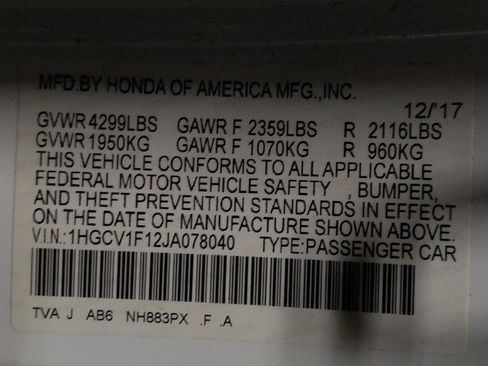 MFD.BY HONDA OF AMERICA MFG.,INC.
12/'17
GVWR 4299LBS GAWR F 2359LBS R 2116LBS
GVWR 1950KG GAWR F 1070KG R 960KG
THIS VEHICLE CONFORMS TO ALL APPLICABLE
FEDERAL MOTOR VEHICLE SAFETY , BUMPER,
AND THEFT PREVENTION STANDARDS IN EFFECT
ON THE DATE OF MANUFACTURE SHOWN ABOVE.
V.I.N.:1HGCV1F12JA078040 TYPE:PASSENGER CAR
TVA J AB6 NH883PX .F .A